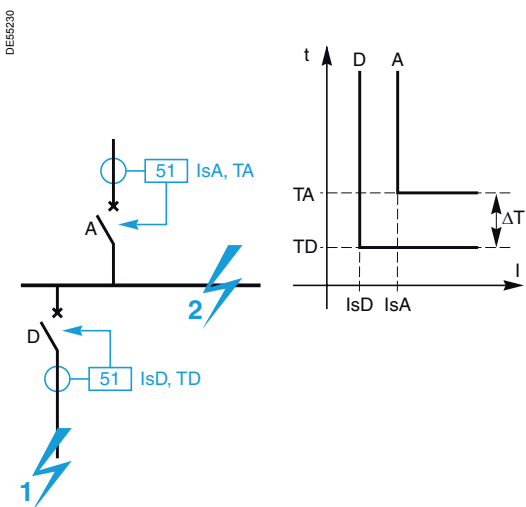 DE55230
51 IsA, TA
A
2
D
51 IsD, TD
1
t
D A
TA
ΔT
TD
I
IsD IsA